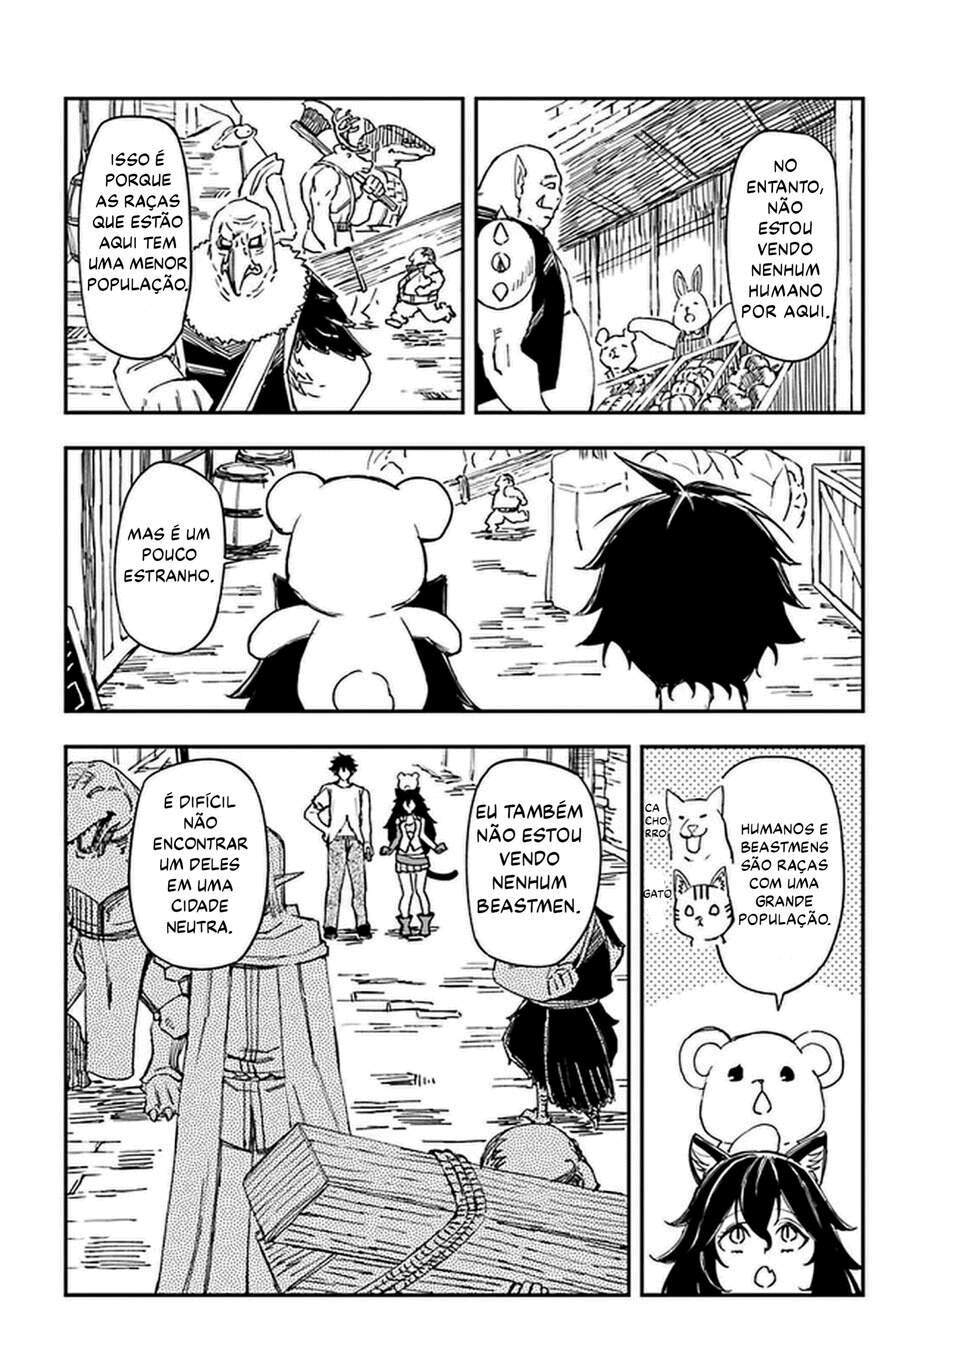 NO
ENTANTO,
NÃO
ESTOU
VENDO
NENHUM
HUMANO
POR AQUI.
ISSO É
PORQUE
AS RAÇAS
QUE ESTÃO
AQUI TEM
UMA MENOR
POPULAÇÃO.
MAS É UM
POUCO
ESTRANHO.
HUMANOS E
BEASTMENS
SÃO RAÇAS
COM UMA
GRANDE
POPULAÇÃO.
CA
CHO
RRO
GATO
EU TAMBÉM
NÃO ESTOU
VENDO
NENHUM
BEASTMEN.
É DIFÍCIL
NÃO
ENCONTRAR
UM DELES
EM UMA
CIDADE
NEUTRA.